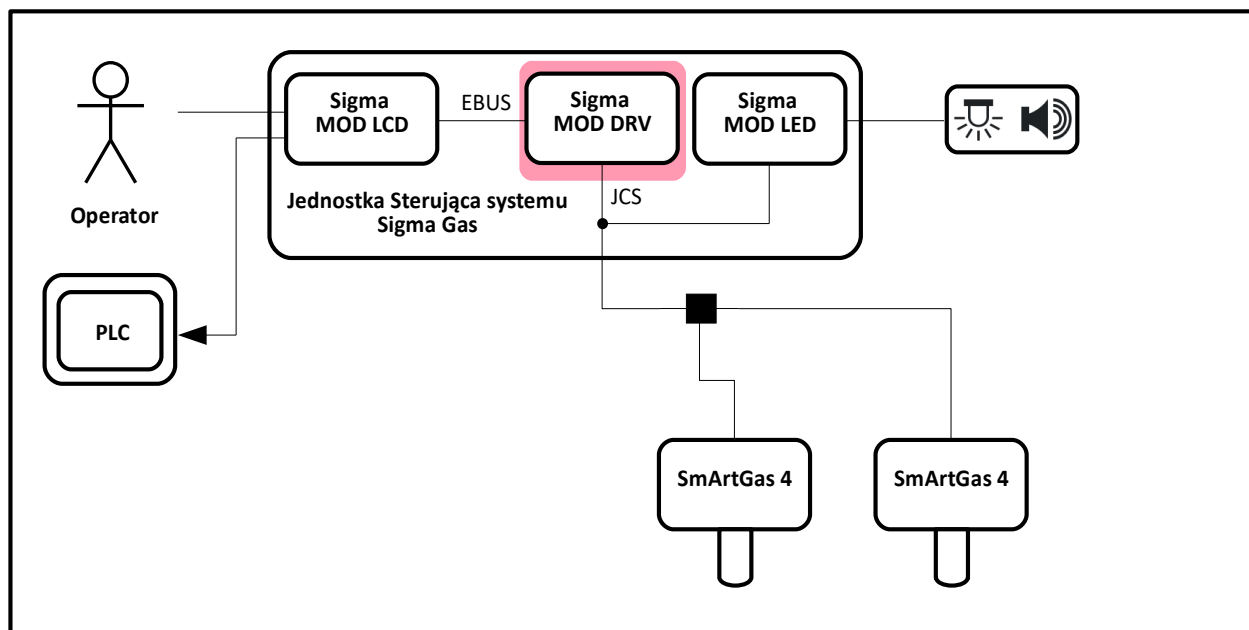 Sigma
MOD LCD
EBUS
Sigma
MOD DRV
Sigma
MOD LED
Operator
Jednostka Sterująca systemu
Sigma Gas
JCS
PLC
SmArtGas 4
SmArtGas 4